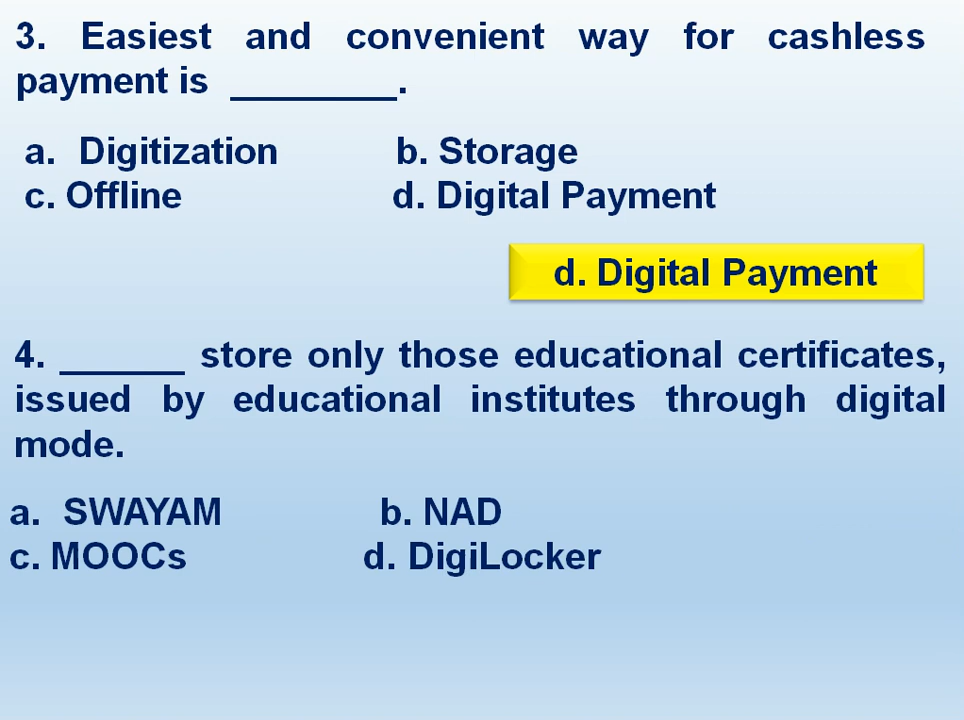 3. Easiest and convenient way for cashless
payment is ________.
a. Digitization b. Storage
c. Offline d. Digital Payment
d. Digital Payment
4. ______ store only those educational certificates,
issued by educational institutes through digital
mode.
a. SWAYAM b. NAD
c. MOOCs d. DigiLocker